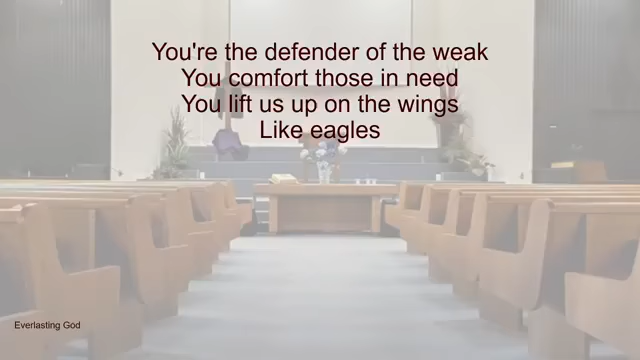 You're the defender of the weak
You comfort those in need
You lift us up on the wings
Like eagles
Everlasting God